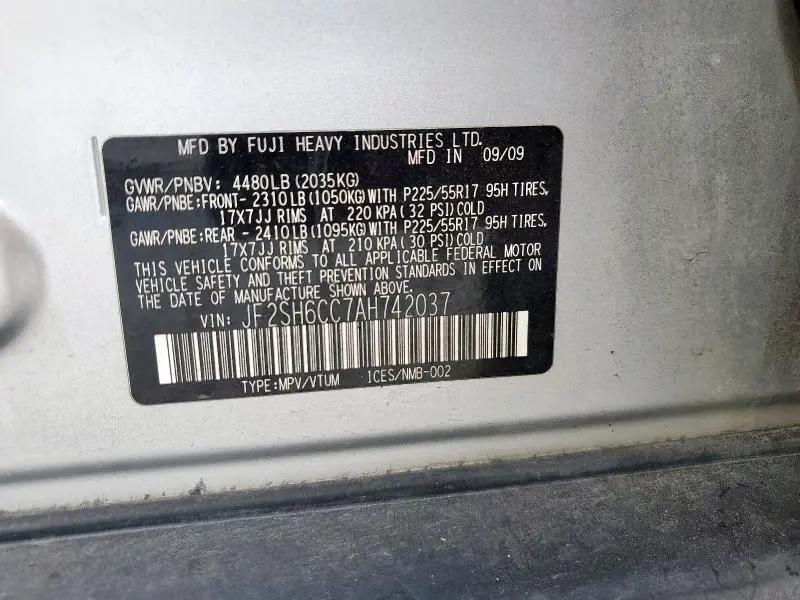 MFD BY FUJI HEAVY INDUSTRIES LTD.
MFD IN 09/09
GVWR/PNBV: 4480LB(2035KG)
GAWR/PNBE:FRONT- 2310LB(1050KG)WITH P225/55R17 95H TIRES,
17X7JJ RIMS AT 220 KPA( 32 PSI)COLD
GAWR/PNBE:REAR - 2410LB(1095KG)WITH P225/55R17 95H TIRES,
17X7JJ RIMS AT 210 KPA( 30 PSI)COLD
THIS VEHICLE CONFORMS TO ALL APPLICABLE FEDERAL MOTOR
VEHICLE SAFETY AND THEFT PREVENTION STANDARDS IN EFFECT ON
THE DATE OF MANUFACTURE SHOWN ABOVE.
VIN: JF2SH6CC7AH742037
TYPE:MPV/VTUM ICES/NMB-002